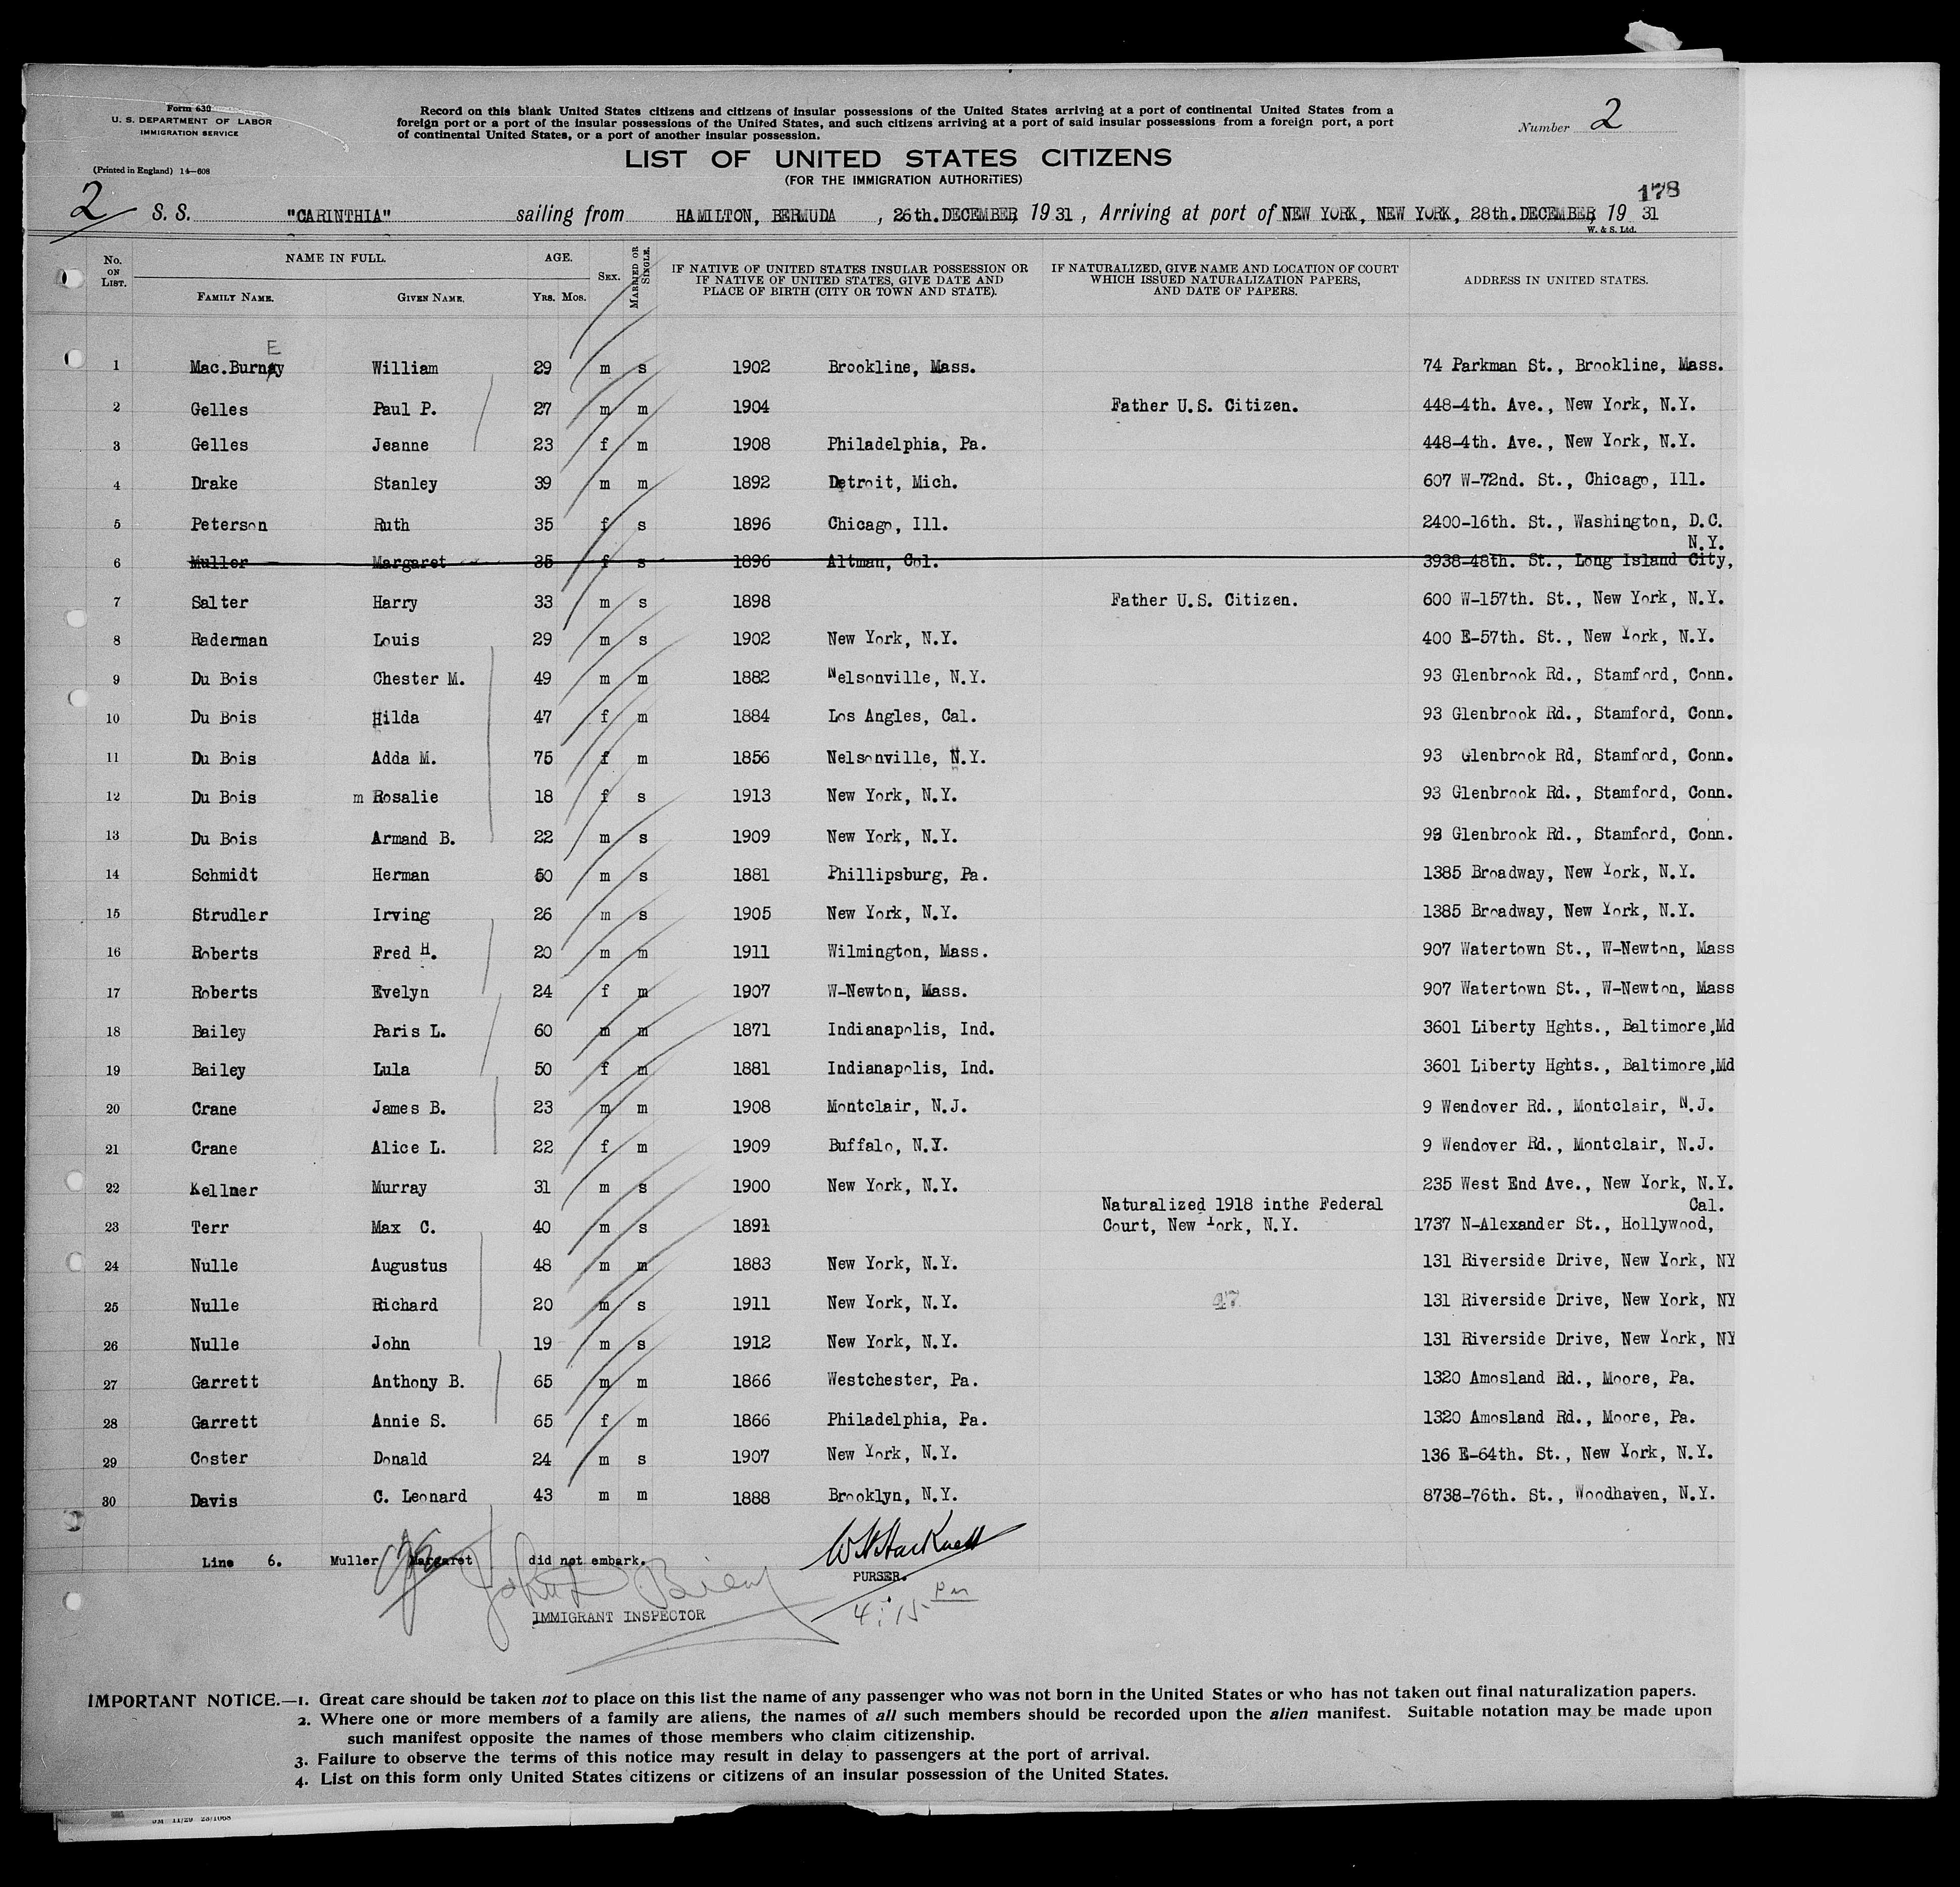 Form 630
U. S. DEPARTMENT OF LABOR
IMMIGRATION SERVICE
(Printed in England) 14—608
Record on this blank United States citizens and citizens of insular possessions of the United States arriving at a port of continental United States from a
foreign port or a port of the insular possessions of the United States, and such citizens arriving at a port of said insular possessions from a foreign port, a port
of continental United States, or a port of another insular possession.
Number 2
LIST OF UNITED STATES CITIZENS
(FOR THE IMMIGRATION AUTHORITIES)
178
2 S. S. "CARINTHIA" sailing from HAMILTON, BERMUDA , 26th.DECEMBER, 1931, Arriving at port of NEW YORK, NEW YORK, 28th.DECEMBER, 19 31
W. & S. Ltd.
No. ON LIST. NAME IN FULL. AGE. SEX. MARRIED OR SINGLE. IF NATIVE OF UNITED STATES INSULAR POSSESSION OR IF NATIVE OF UNITED STATES, GIVE DATE AND PLACE OF BIRTH (CITY OR TOWN AND STATE). IF NATURALIZED, GIVE NAME AND LOCATION OF COURT WHICH ISSUED NATURALIZATION PAPERS, AND DATE OF PAPERS. ADDRESS IN UNITED STATES.
FAMILY NAME. GIVEN NAME. YRS. MOS.
E
1 Mac.Burney William 29 m s 1902 Brookline, Mass. 74 Parkman St., Brookline, Mass.
2 Gelles Paul P. 27 m m 1904 Father U.S. Citizen. 448-4th. Ave., New York, N.Y.
3 Gelles Jeanne 23 f m 1908 Philadelphia, Pa. 448-4th. Ave., New York, N.Y.
4 Drake Stanley 39 m m 1892 Detroit, Mich. 607 W-72nd. St., Chicago, Ill.
5 Peterson Ruth 35 f s 1896 Chicago, Ill. 2400-16th. St., Washington, D.C.
N.Y.
6 Muller Margaret 35 f s 1896 Altman, Col. 3938-48th. St., Long Island City,
7 Salter Harry 33 m s 1898 Father U.S. Citizen. 600 W-157th. St., New York, N.Y.
8 Raderman Louis 29 m s 1902 New York, N.Y. 400 E-57th. St., New York, N.Y.
9 Du Bois Chester M. 49 m m 1882 Nelsonville, N.Y. 93 Glenbrook Rd., Stamford, Conn.
10 Du Bois Hilda 47 f m 1884 Los Angles, Cal. 93 Glenbrook Rd., Stamford, Conn.
11 Du Bois Adda M. 75 f m 1856 Nelsonville, N.Y. 93 Glenbrook Rd, Stamford, Conn.
12 Du Bois m Rosalie 18 f s 1913 New York, N.Y. 93 Glenbrook Rd., Stamford, Conn.
13 Du Bois Armand B. 22 m s 1909 New York, N.Y. 93 Glenbrook Rd., Stamford, Conn.
14 Schmidt Herman 50 m s 1881 Phillipsburg, Pa. 1385 Broadway, New York, N.Y.
15 Strudler Irving 26 m s 1905 New York, N.Y. 1385 Broadway, New York, N.Y.
16 Roberts Fred H. 20 m m 1911 Wilmington, Mass. 907 Watertown St., W-Newton, Mass
17 Roberts Evelyn 24 f m 1907 W-Newton, Mass. 907 Watertown St., W-Newton, Mass
18 Bailey Paris L. 60 m m 1871 Indianapolis, Ind. 3601 Liberty Hghts., Baltimore,Md
19 Bailey Lula 50 f m 1881 Indianapolis, Ind. 3601 Liberty Hghts., Baltimore,Md
20 Crane James B. 23 m m 1908 Montclair, N.J. 9 Wendover Rd., Montclair, N.J.
21 Crane Alice L. 22 f m 1909 Buffalo, N.Y. 9 Wendover Rd., Montclair, N.J.
22 Kellner Murray 31 m s 1900 New York, N.Y. 235 West End Ave., New York, N.Y.
Naturalized 1918 inthe Federal Cal.
23 Terr Max C. 40 m s 1891 Court, New York, N.Y. 1737 N-Alexander St., Hollywood,
24 Nulle Augustus 48 m m 1883 New York, N.Y. 131 Riverside Drive, New York, NY
25 Nulle Richard 20 m s 1911 New York, N.Y. 47 131 Riverside Drive, New York, NY
26 Nulle John 19 m s 1912 New York, N.Y. 131 Riverside Drive, New York, NY
27 Garrett Anthony B. 65 m m 1866 Westchester, Pa. 1320 Amosland Rd., Moore, Pa.
28 Garrett Annie S. 65 f m 1866 Philadelphia, Pa. 1320 Amosland Rd., Moore, Pa.
29 Coster Donald 24 m s 1907 New York, N.Y. 136 E-64th. St., New York, N.Y.
30 Davis C. Leonard 43 m m 1888 Brooklyn, N.Y. 8738-76th. St., Woodhaven, N.Y.
Line 6. Muller Margaret did not embark.
PURSER.
4:15 pm
IMMIGRANT INSPECTOR
IMPORTANT NOTICE.—1. Great care should be taken not to place on this list the name of any passenger who was not born in the United States or who has not taken out final naturalization papers.
2. Where one or more members of a family are aliens, the names of all such members should be recorded upon the alien manifest. Suitable notation may be made upon
such manifest opposite the names of those members who claim citizenship.
3. Failure to observe the terms of this notice may result in delay to passengers at the port of arrival.
4. List on this form only United States citizens or citizens of an insular possession of the United States.